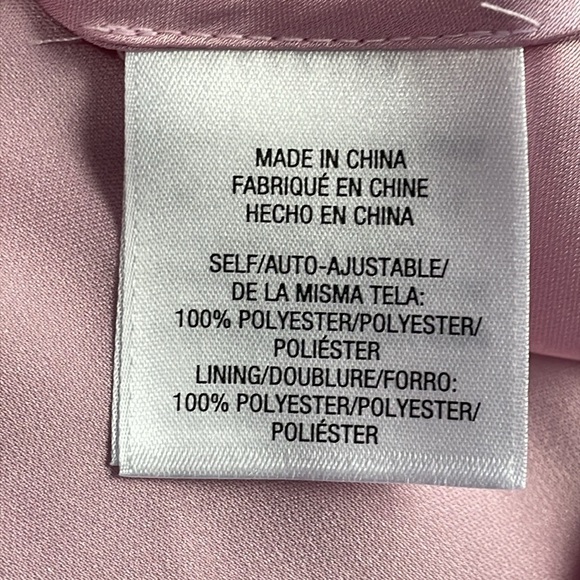 MADE IN CHINA
FABRIQUÉ EN CHINE
HECHO EN CHINA
SELF/AUTO-AJUSTABLE/
DE LA MISMA TELA:
100% POLYESTER/POLYESTER/
POLIÉSTER
LINING/DOUBLURE/FORRO:
100% POLYESTER/POLYESTER/
POLIÉSTER